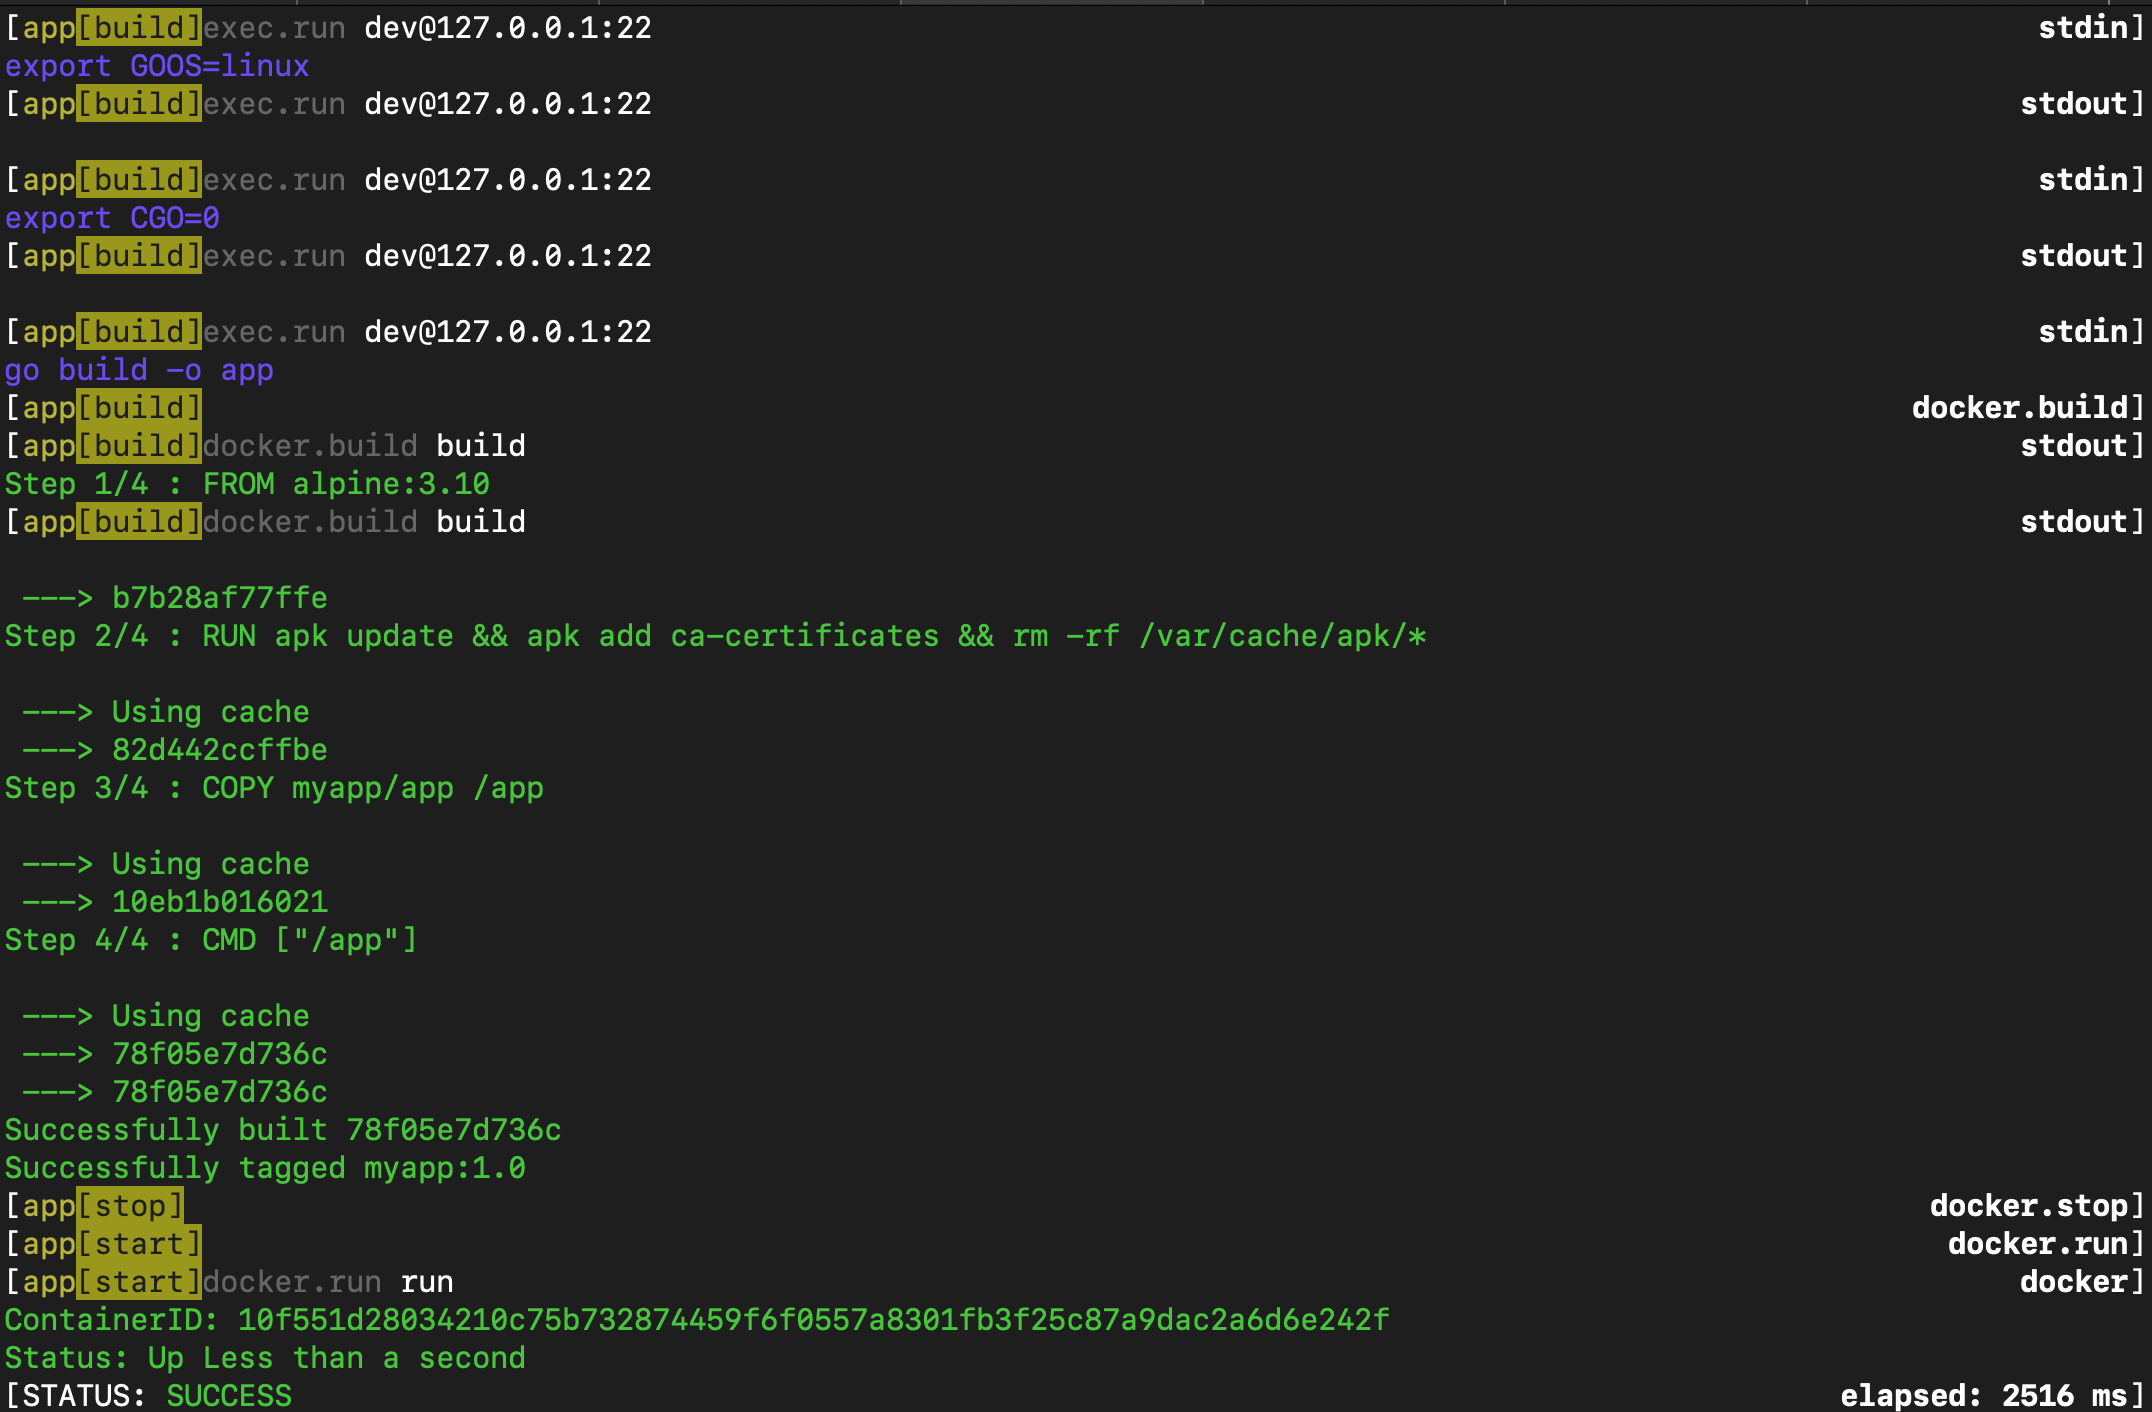 [app[build]exec.run dev@127.0.0.1:22 stdin]
export GOOS=linux
[app[build]exec.run dev@127.0.0.1:22 stdout]
[app[build]exec.run dev@127.0.0.1:22 stdin]
export CGO=0
[app[build]exec.run dev@127.0.0.1:22 stdout]
[app[build]exec.run dev@127.0.0.1:22 stdin]
go build -o app
[app[build] docker.build]
[app[build]docker.build build stdout]
Step 1/4 : FROM alpine:3.10
[app[build]docker.build build stdout]
---> b7b28af77ffe
Step 2/4 : RUN apk update && apk add ca-certificates && rm -rf /var/cache/apk/*
---> Using cache
---> 82d442ccffbe
Step 3/4 : COPY myapp/app /app
---> Using cache
---> 10eb1b016021
Step 4/4 : CMD ["/app"]
---> Using cache
---> 78f05e7d736c
---> 78f05e7d736c
Successfully built 78f05e7d736c
Successfully tagged myapp:1.0
[app[stop] docker.stop]
[app[start] docker.run]
[app[start]docker.run run docker]
ContainerID: 10f551d28034210c75b732874459f6f0557a8301fb3f25c87a9dac2a6d6e242f
Status: Up Less than a second
[STATUS: SUCCESS elapsed: 2516 ms]